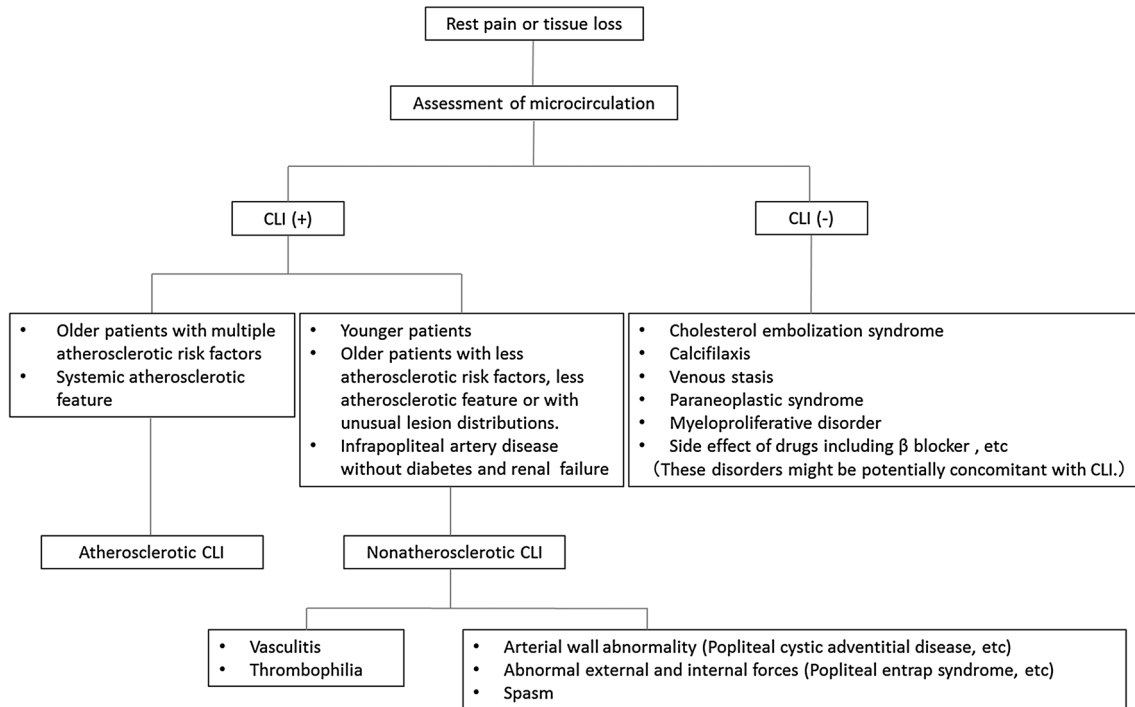 Rest pain or tissue loss
Assessment of microcirculation
CLI (+)
CLI (-)
• Older patients with multiple
atherosclerotic risk factors
• Systemic atherosclerotic
feature
• Younger patients
• Older patients with less
atherosclerotic risk factors, less
atherosclerotic feature or with
unusual lesion distributions.
• Infrapopliteal artery disease
without diabetes and renal failure
• Cholesterol embolization syndrome
• Calcifilaxis
• Venous stasis
• Paraneoplastic syndrome
• Myeloproliferative disorder
• Side effect of drugs including β blocker , etc
（These disorders might be potentially concomitant with CLI.）
Atherosclerotic CLI
Nonatherosclerotic CLI
• Vasculitis
• Thrombophilia
• Arterial wall abnormality (Popliteal cystic adventitial disease, etc)
• Abnormal external and internal forces (Popliteal entrap syndrome, etc)
• Spasm